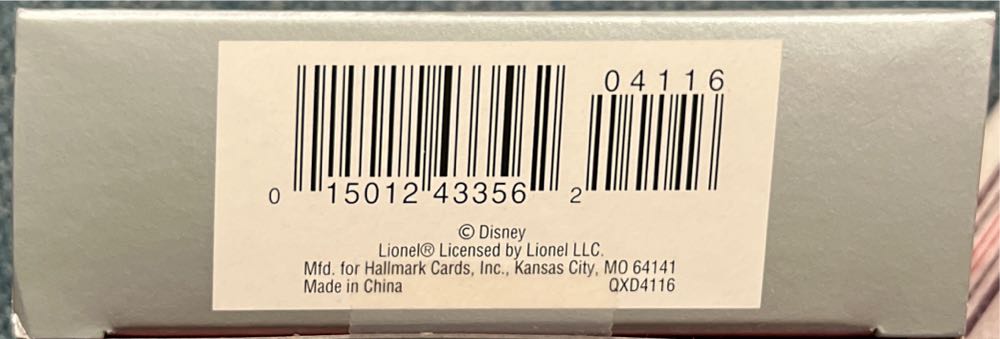 04116
0 15012 43356 2
© Disney
Lionel® Licensed by Lionel LLC.
Mfd. for Hallmark Cards, Inc., Kansas City, MO 64141
Made in China QXD4116